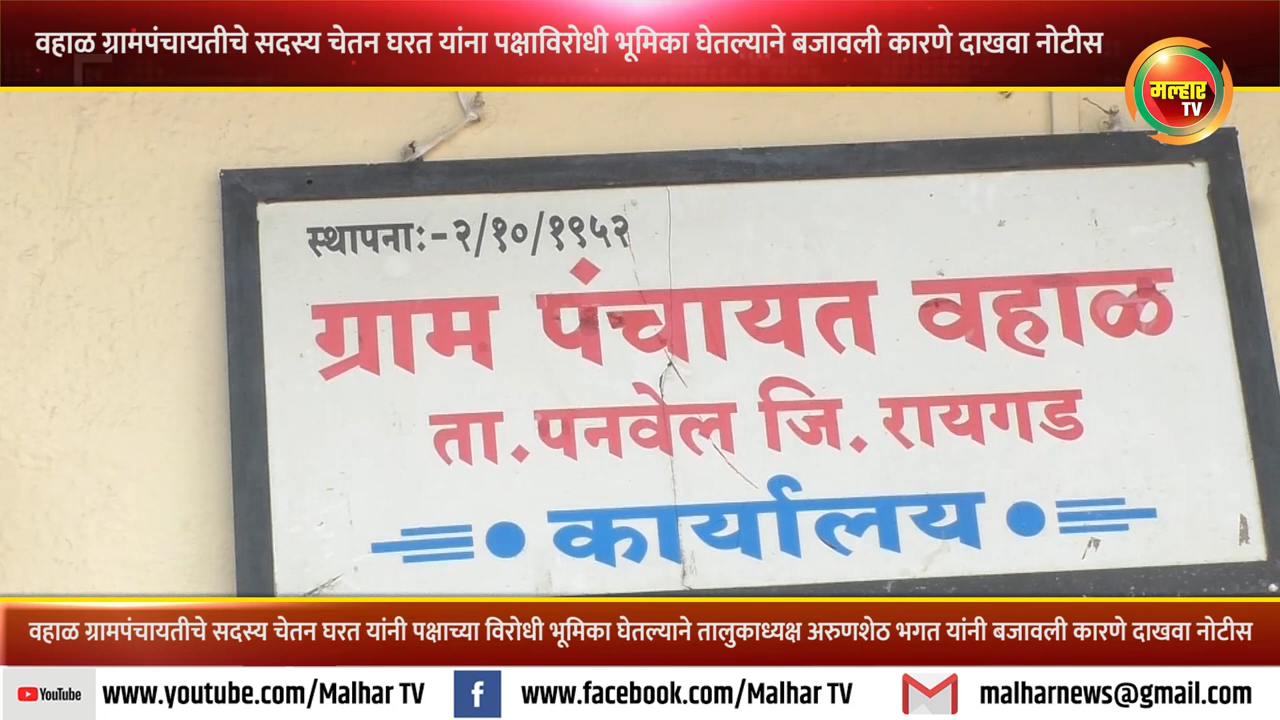 वहाळ ग्रामपंचायतीचे सदस्य चेतन घरत यांना पक्षाविरोधी भूमिका घेतल्याने बजावली कारणे दाखवा नोटीस
मल्हार
TV
स्थापनाः-२/१०/१९५२
ग्राम पंचायत वहाळ
ता.पनवेल जि.रायगड
कार्यालय
वहाळ ग्रामपंचायतीचे सदस्य चेतन घरत यांनी पक्षाच्या विरोधी भूमिका घेतल्याने तालुकाध्यक्ष अरुणशेठ भगत यांनी बजावली कारणे दाखवा नोटीस
YouTube www.youtube.com/Malhar TV www.facebook.com/Malhar TV malharnews@gmail.com